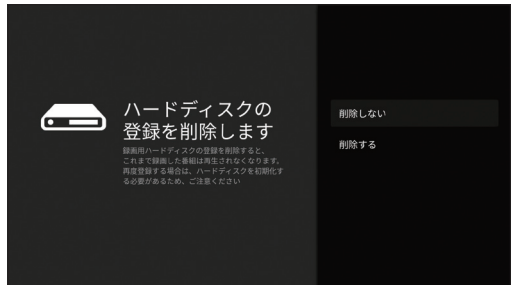 ハードディスクの
登録を削除します
録画用ハードディスクの登録を削除すると、
これまで録画した番組は再生されなくなります。
再度登録する場合は、ハードディスクを初期化す
る必要があるため、ご注意ください
削除しない
削除する